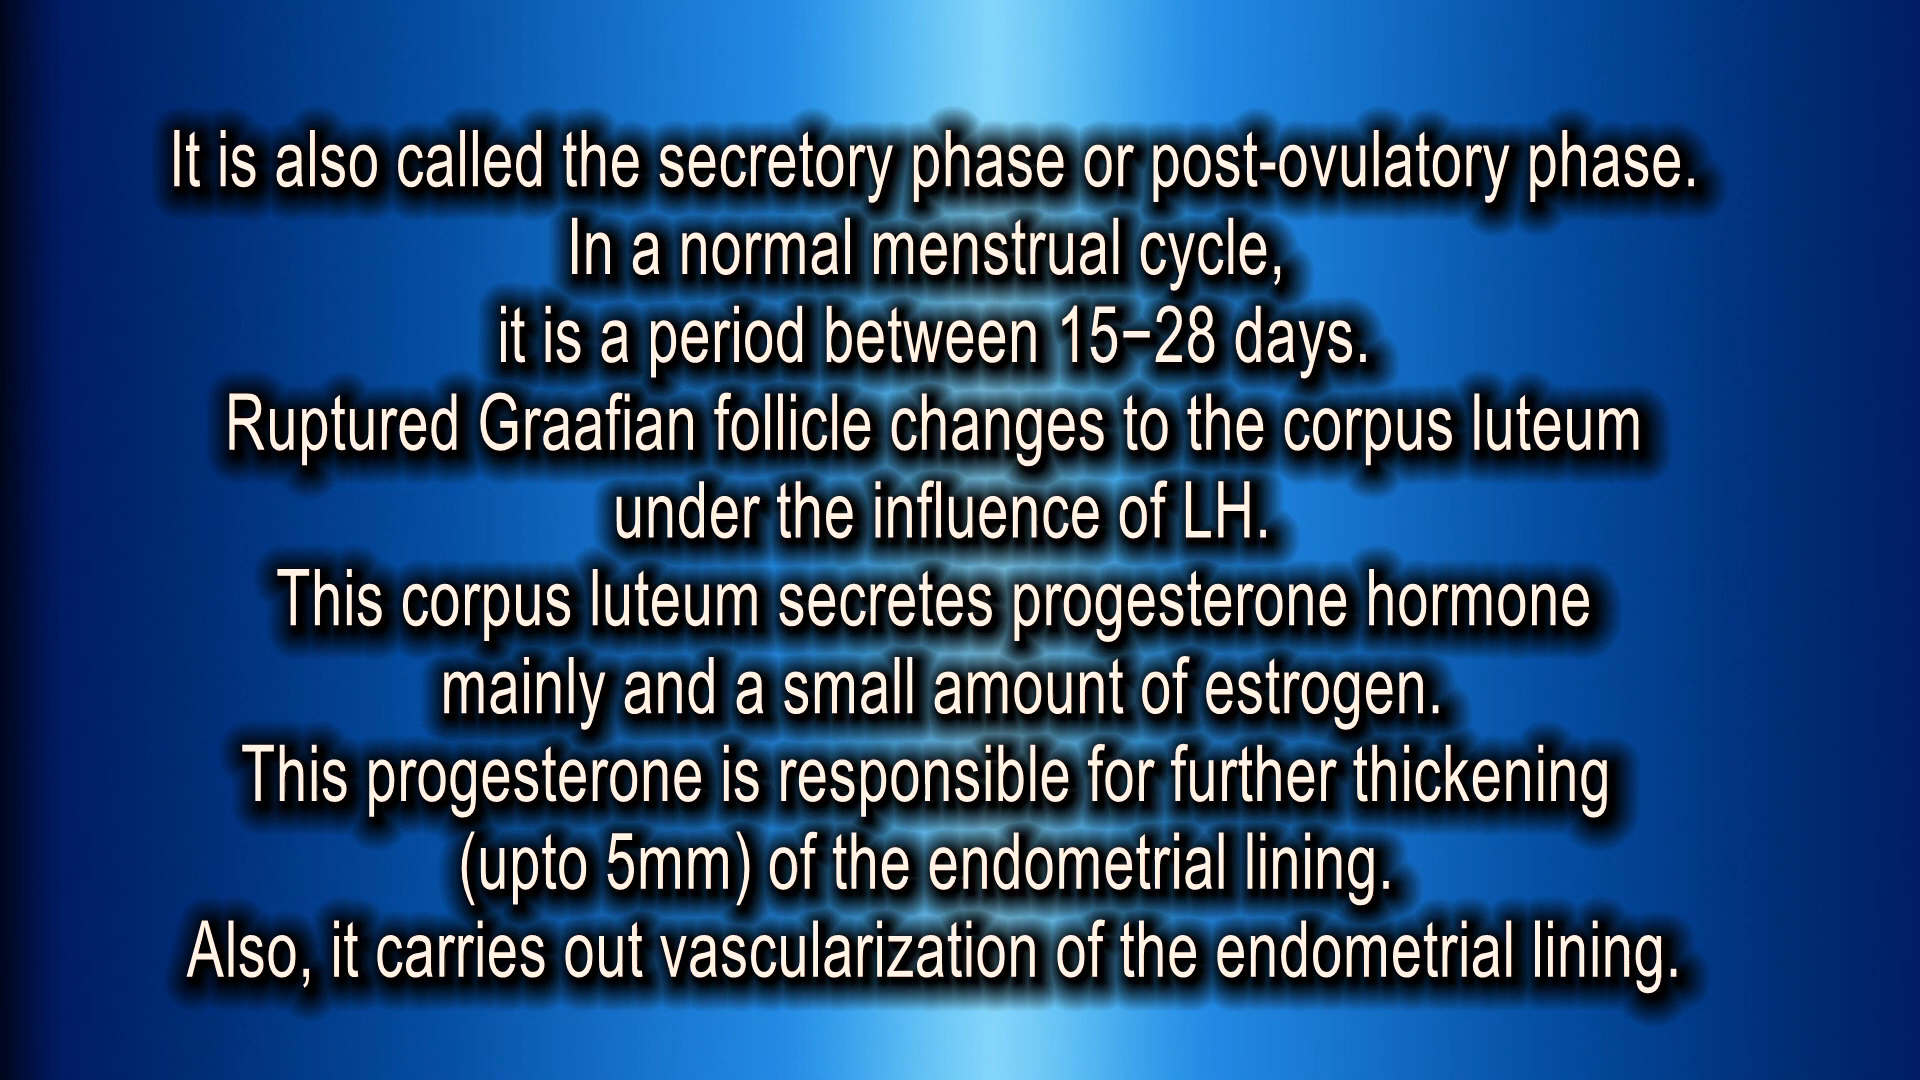 It is also called the secretory phase or post-ovulatory phase.
In a normal menstrual cycle,
it is a period between 15−28 days.
Ruptured Graafian follicle changes to the corpus luteum
under the influence of LH.
This corpus luteum secretes progesterone hormone
mainly and a small amount of estrogen.
This progesterone is responsible for further thickening
(upto 5mm) of the endometrial lining.
Also, it carries out vascularization of the endometrial lining.